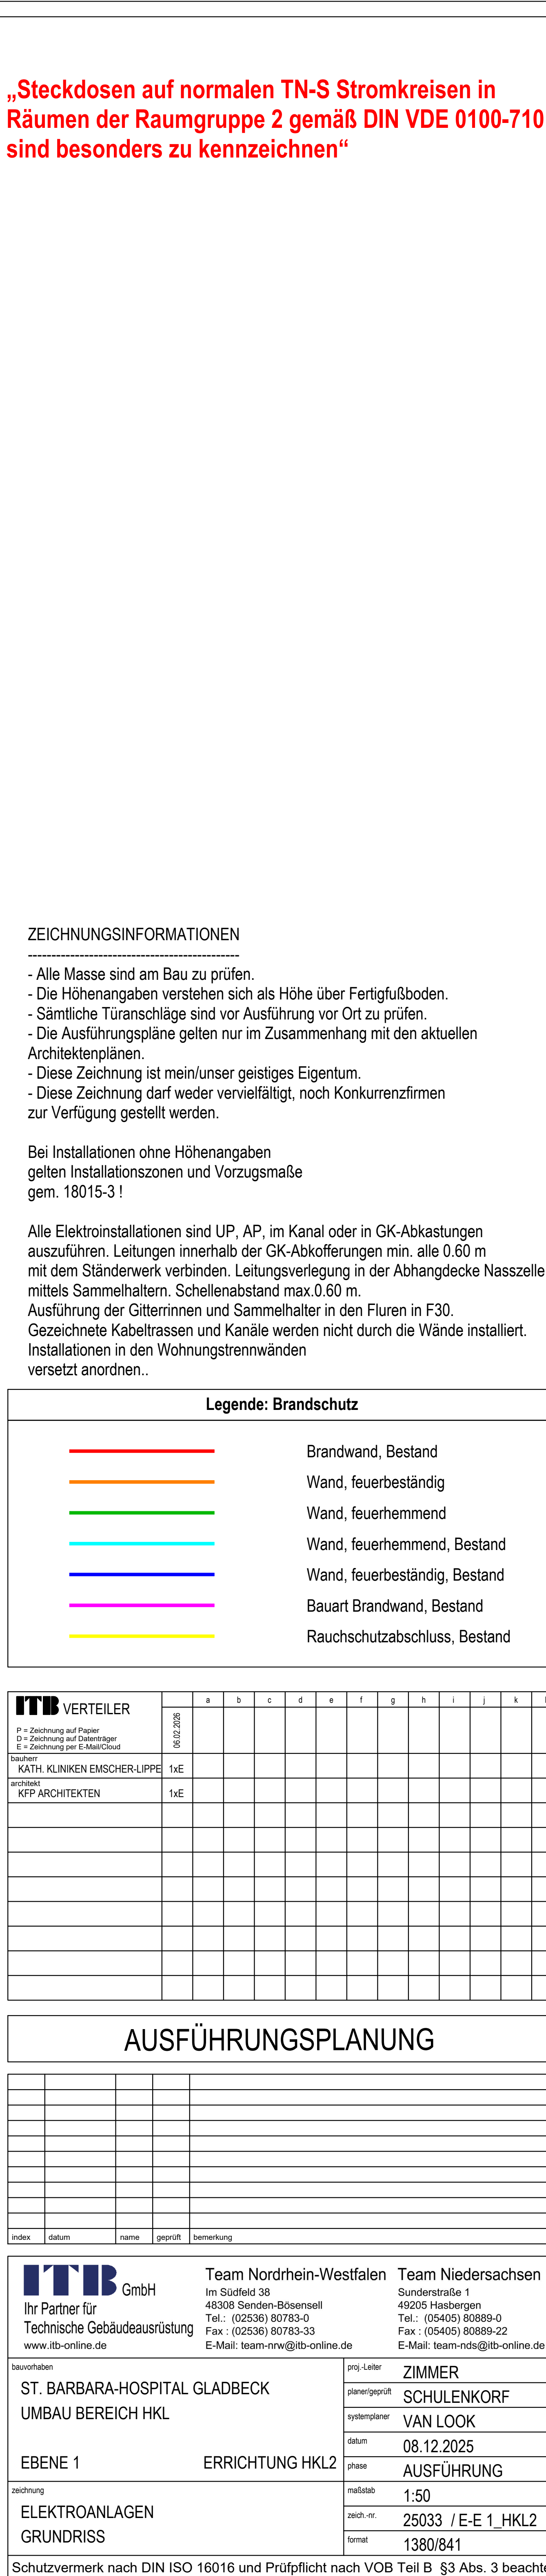 „Steckdosen auf normalen TN-S Stromkreisen in
Räumen der Raumgruppe 2 gemäß DIN VDE 0100-710
sind besonders zu kennzeichnen“
ZEICHNUNGSINFORMATIONEN
----------------------------------------------
- Alle Masse sind am Bau zu prüfen.
- Die Höhenangaben verstehen sich als Höhe über Fertigfußboden.
- Sämtliche Türanschläge sind vor Ausführung vor Ort zu prüfen.
- Die Ausführungspläne gelten nur im Zusammenhang mit den aktuellen
Architektenplänen.
- Diese Zeichnung ist mein/unser geistiges Eigentum.
- Diese Zeichnung darf weder vervielfältigt, noch Konkurrenzfirmen
zur Verfügung gestellt werden.
Bei Installationen ohne Höhenangaben
gelten Installationszonen und Vorzugsmaße
gem. 18015-3 !
Alle Elektroinstallationen sind UP, AP, im Kanal oder in GK-Abkastungen
auszuführen. Leitungen innerhalb der GK-Abkofferungen min. alle 0.60 m
mit dem Ständerwerk verbinden. Leitungsverlegung in der Abhangdecke Nasszelle
mittels Sammelhaltern. Schellenabstand max.0.60 m.
Ausführung der Gitterrinnen und Sammelhalter in den Fluren in F30.
Gezeichnete Kabeltrassen und Kanäle werden nicht durch die Wände installiert.
Installationen in den Wohnungstrennwänden
versetzt anordnen..
Legende: Brandschutz
Brandwand, Bestand
Wand, feuerbeständig
Wand, feuerhemmend
Wand, feuerhemmend, Bestand
Wand, feuerbeständig, Bestand
Bauart Brandwand, Bestand
Rauchschutzabschluss, Bestand
ITB VERTEILER
a b c d e f g h i j k
P = Zeichnung auf Papier
D = Zeichnung auf Datenträger
E = Zeichnung per E-Mail/Cloud
06.02.2026
bauherr
KATH. KLINIKEN EMSCHER-LIPPE 1xE
architekt
KFP ARCHITEKTEN 1xE
AUSFÜHRUNGSPLANUNG
index datum name geprüft bemerkung
ITB GmbH
Ihr Partner für
Technische Gebäudeausrüstung
www.itb-online.de
Team Nordrhein-Westfalen
Im Südfeld 38
48308 Senden-Bösensell
Tel.: (02536) 80783-0
Fax : (02536) 80783-33
E-Mail: team-nrw@itb-online.de
Team Niedersachsen
Sunderstraße 1
49205 Hasbergen
Tel.: (05405) 80889-0
Fax : (05405) 80889-22
E-Mail: team-nds@itb-online.de
bauvorhaben
ST. BARBARA-HOSPITAL GLADBECK
UMBAU BEREICH HKL
EBENE 1 ERRICHTUNG HKL2
proj.-Leiter ZIMMER
planer/geprüft SCHULENKORF
systemplaner VAN LOOK
datum 08.12.2025
phase AUSFÜHRUNG
zeichnung
ELEKTROANLAGEN
GRUNDRISS
maßstab 1:50
zeich.-nr. 25033 / E-E 1_HKL2
format 1380/841
Schutzvermerk nach DIN ISO 16016 und Prüfpflicht nach VOB Teil B §3 Abs. 3